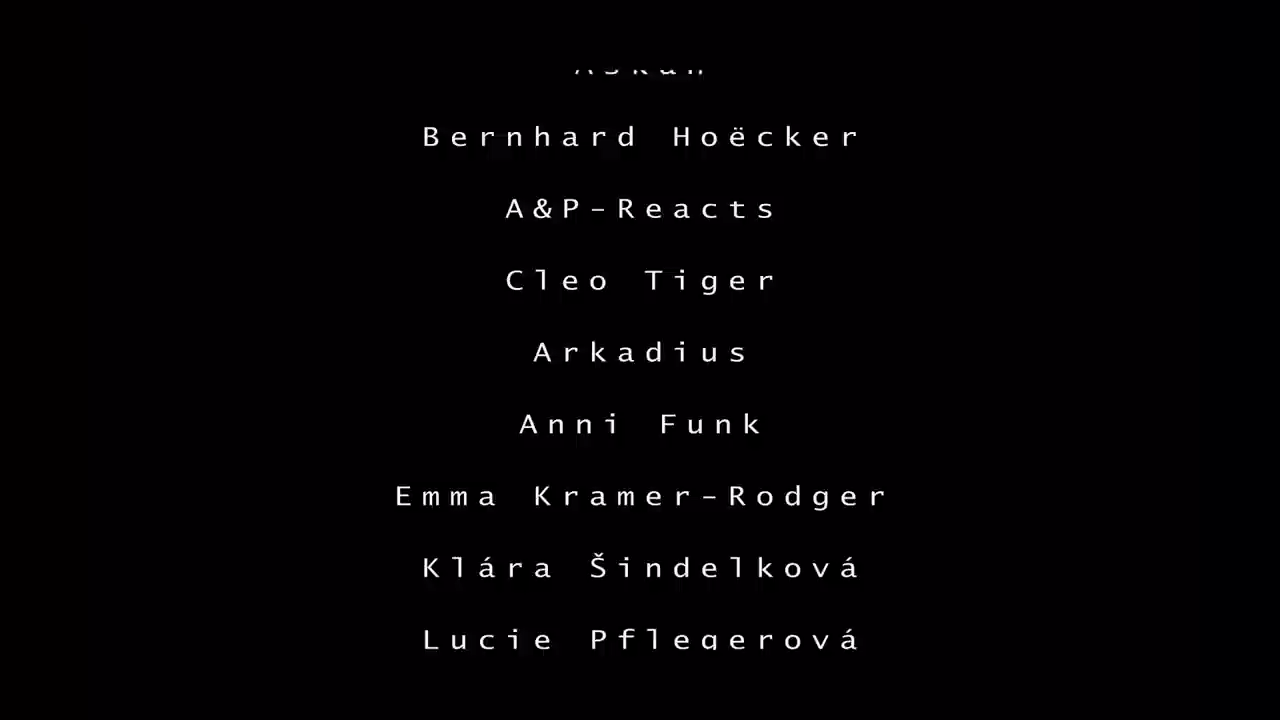 Bernhard Hoëcker
A&P-Reacts
Cleo Tiger
Arkadius
Anni Funk
Emma Kramer-Rodger
Klára Šindelková
Lucie Pflegerová